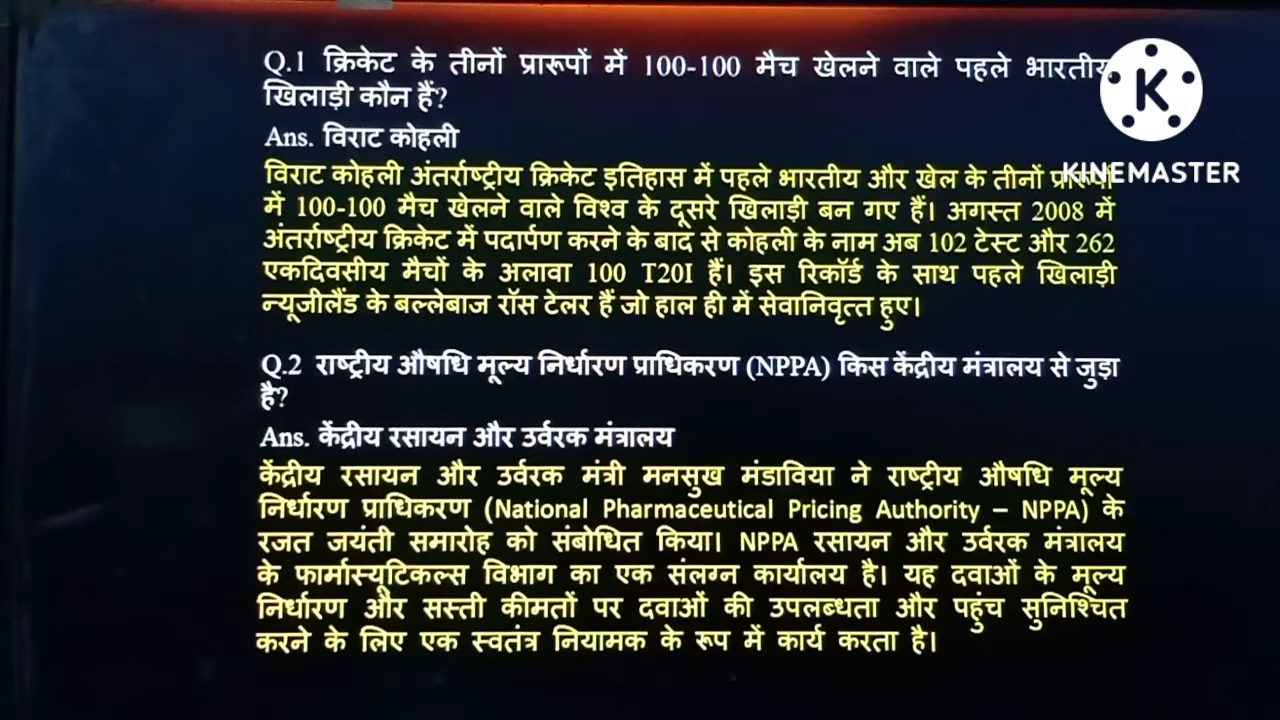 Q.1 क्रिकेट के तीनों प्रारूपों में 100-100 मैच खेलने वाले पहले भारतीय
खिलाड़ी कौन हैं?
Ans. विराट कोहली
विराट कोहली अंतर्राष्ट्रीय क्रिकेट इतिहास में पहले भारतीय और खेल के तीनों प्रारूपों
में 100-100 मैच खेलने वाले विश्व के दूसरे खिलाड़ी बन गए हैं। अगस्त 2008 में
अंतर्राष्ट्रीय क्रिकेट में पदार्पण करने के बाद से कोहली के नाम अब 102 टेस्ट और 262
एकदिवसीय मैचों के अलावा 100 T20I हैं। इस रिकॉर्ड के साथ पहले खिलाड़ी
न्यूजीलैंड के बल्लेबाज रॉस टेलर हैं जो हाल ही में सेवानिवृत्त हुए।
Q.2 राष्ट्रीय औषधि मूल्य निर्धारण प्राधिकरण (NPPA) किस केंद्रीय मंत्रालय से जुड़ा
है?
Ans. केंद्रीय रसायन और उर्वरक मंत्रालय
केंद्रीय रसायन और उर्वरक मंत्री मनसुख मंडाविया ने राष्ट्रीय औषधि मूल्य
निर्धारण प्राधिकरण (National Pharmaceutical Pricing Authority – NPPA) के
रजत जयंती समारोह को संबोधित किया। NPPA रसायन और उर्वरक मंत्रालय
के फार्मास्यूटिकल्स विभाग का एक संलग्न कार्यालय है। यह दवाओं के मूल्य
निर्धारण और सस्ती कीमतों पर दवाओं की उपलब्धता और पहुंच सुनिश्चित
करने के लिए एक स्वतंत्र नियामक के रूप में कार्य करता है।
K
KINEMASTER